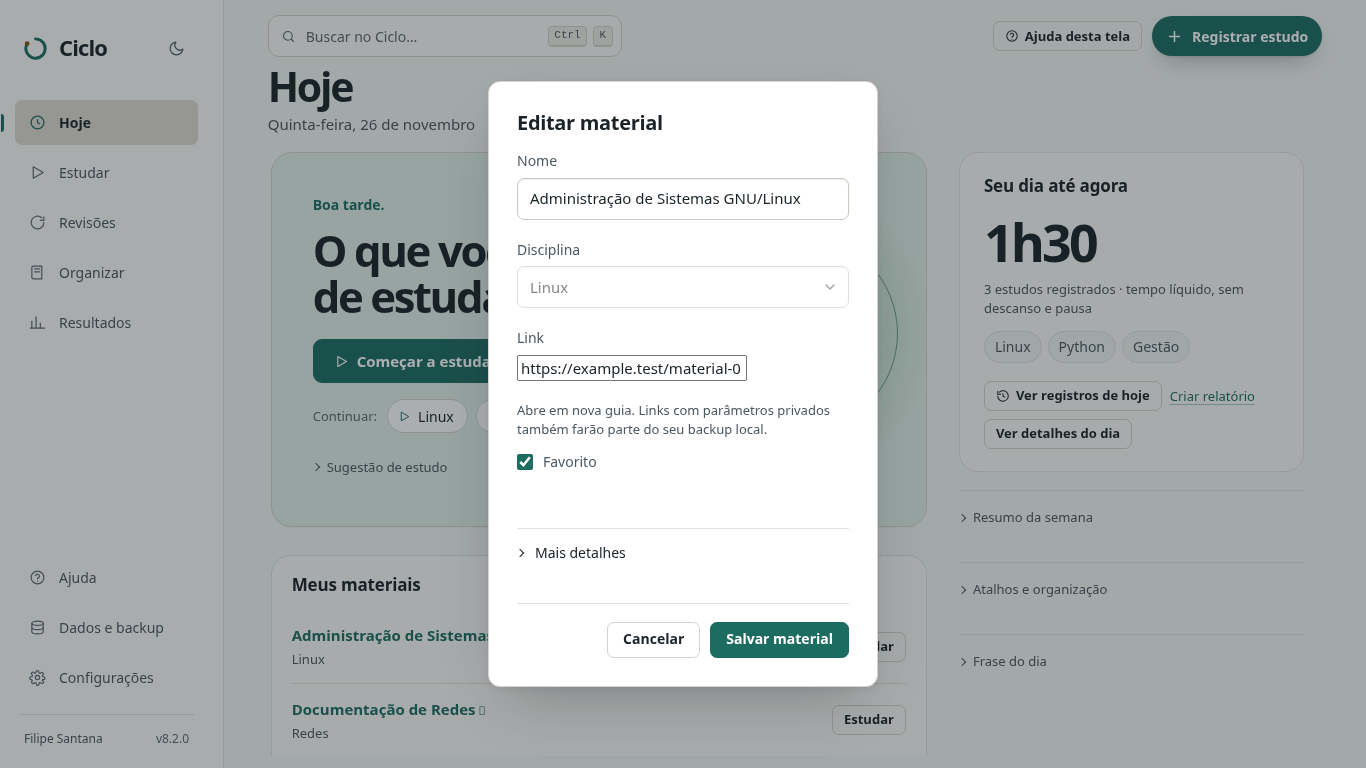 Ciclo
Hoje
Estudar
Revisões
Organizar
Resultados
Ajuda
Dados e backup
Configurações
Filipe Santana
v8.2.0
Buscar no Ciclo...
Ctrl
K
Ajuda desta tela
Registrar estudo
Hoje
Quinta-feira, 26 de novembro
Boa tarde.
O que
de
Começar a
Continuar:
Linux
Sugestão de estudo
Meus materiais
Administração de
Linux
Documentação de Redes
Redes
Estudar
Editar material
Nome
Administração de Sistemas GNU/Linux
Disciplina
Linux
Link
https://example.test/material-0
Abre em nova guia. Links com parâmetros privados
também farão parte do seu backup local.
Favorito
Mais detalhes
Cancelar
Salvar material
Seu dia até agora
1h30
3 estudos registrados · tempo líquido, sem
descanso e pausa
Linux
Python
Gestão
Ver registros de hoje
Criar relatório
Ver detalhes do dia
Resumo da semana
Atalhos e organização
Frase do dia